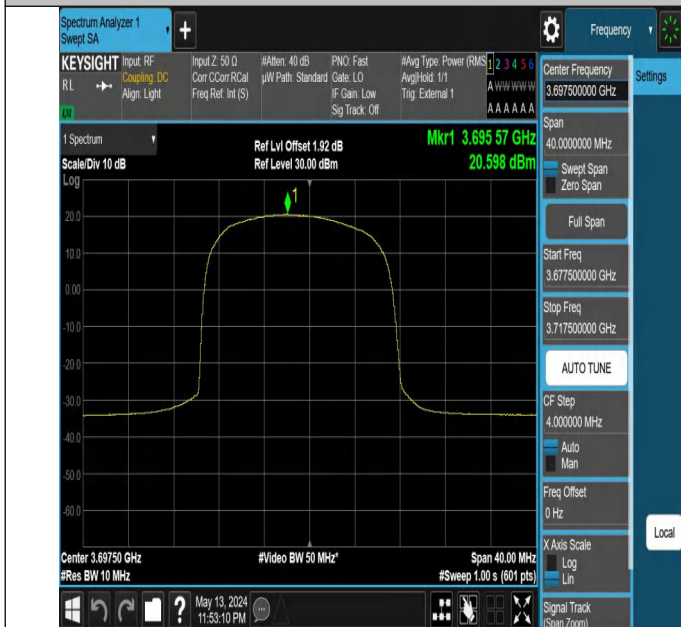 Spectrum Analyzer 1
Swept SA
+
Frequency
KEYSIGHT
RL
Input: RF
Coupling: DC
Align: Light
Input Z: 50 Ω
Corr CCorr RCal
Freq Ref: Int (S)
#Atten: 40 dB
µW Path: Standard
PNO: Fast
Gate: LO
IF Gain: Low
Sig Track: Off
#Avg Type: Power (RMS
Avg|Hold: 1/1
Trig: External 1
1 2 3 4 5 6
A W W W W W
A A A A A A
1 Spectrum
Scale/Div 10 dB
Ref Lvl Offset 1.92 dB
Ref Level 30.00 dBm
Mkr1 3.695 57 GHz
20.598 dBm
Log
1
20.0
10.0
0.00
-10.0
-20.0
-30.0
-40.0
-50.0
-60.0
Center 3.69750 GHz
#Res BW 10 MHz
#Video BW 50 MHz*
Span 40.00 MHz
#Sweep 1.00 s (601 pts)
?
May 13, 2024
11:53:10 PM
Center Frequency
3.697500000 GHz
Settings
Span
40.0000000 MHz
Swept Span
Zero Span
Full Span
Start Freq
3.677500000 GHz
Stop Freq
3.717500000 GHz
AUTO TUNE
CF Step
4.000000 MHz
Auto
Man
Freq Offset
0 Hz
X Axis Scale
Log
Lin
Local
Signal Track
(Span Zoom)